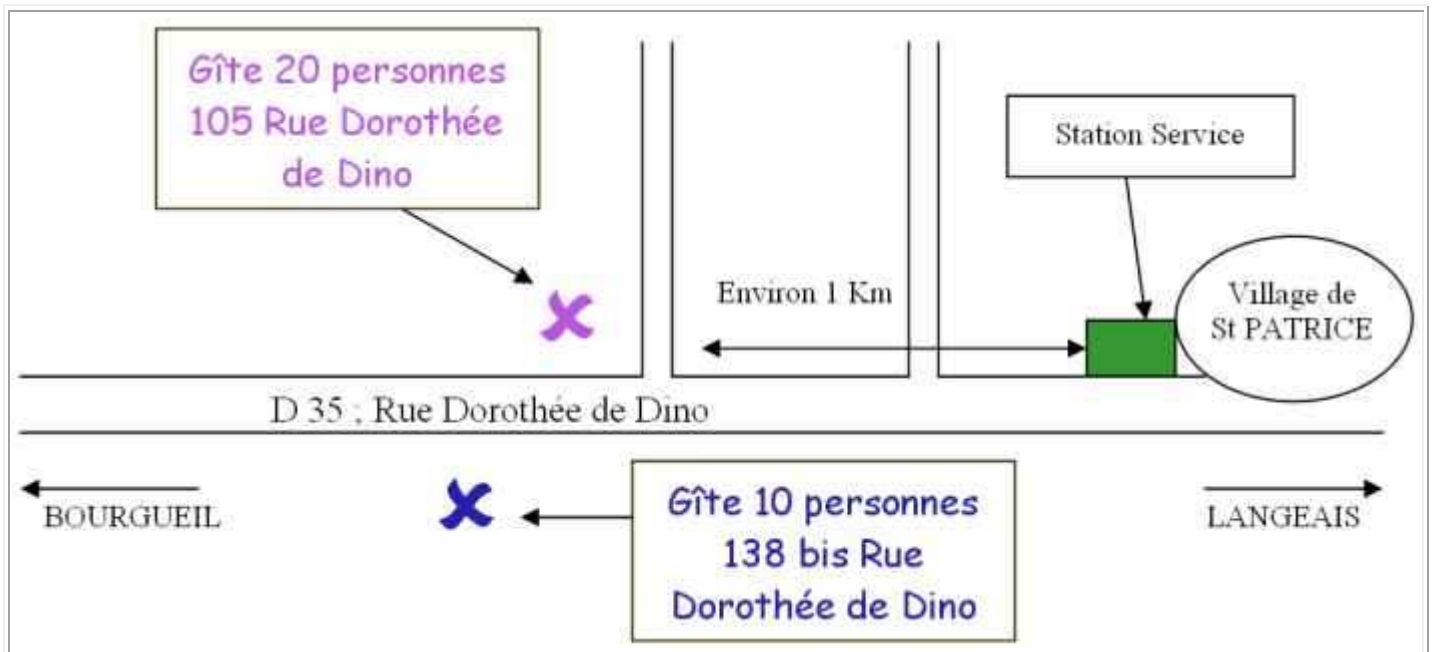 Gîte 20 personnes
105 Rue Dorothée
de Dino
Station Service
Environ 1 Km
Village de
St PATRICE
D 35 ; Rue Dorothée de Dino
BOURGUEIL
Gîte 10 personnes
138 bis Rue
Dorothée de Dino
LANGEAIS